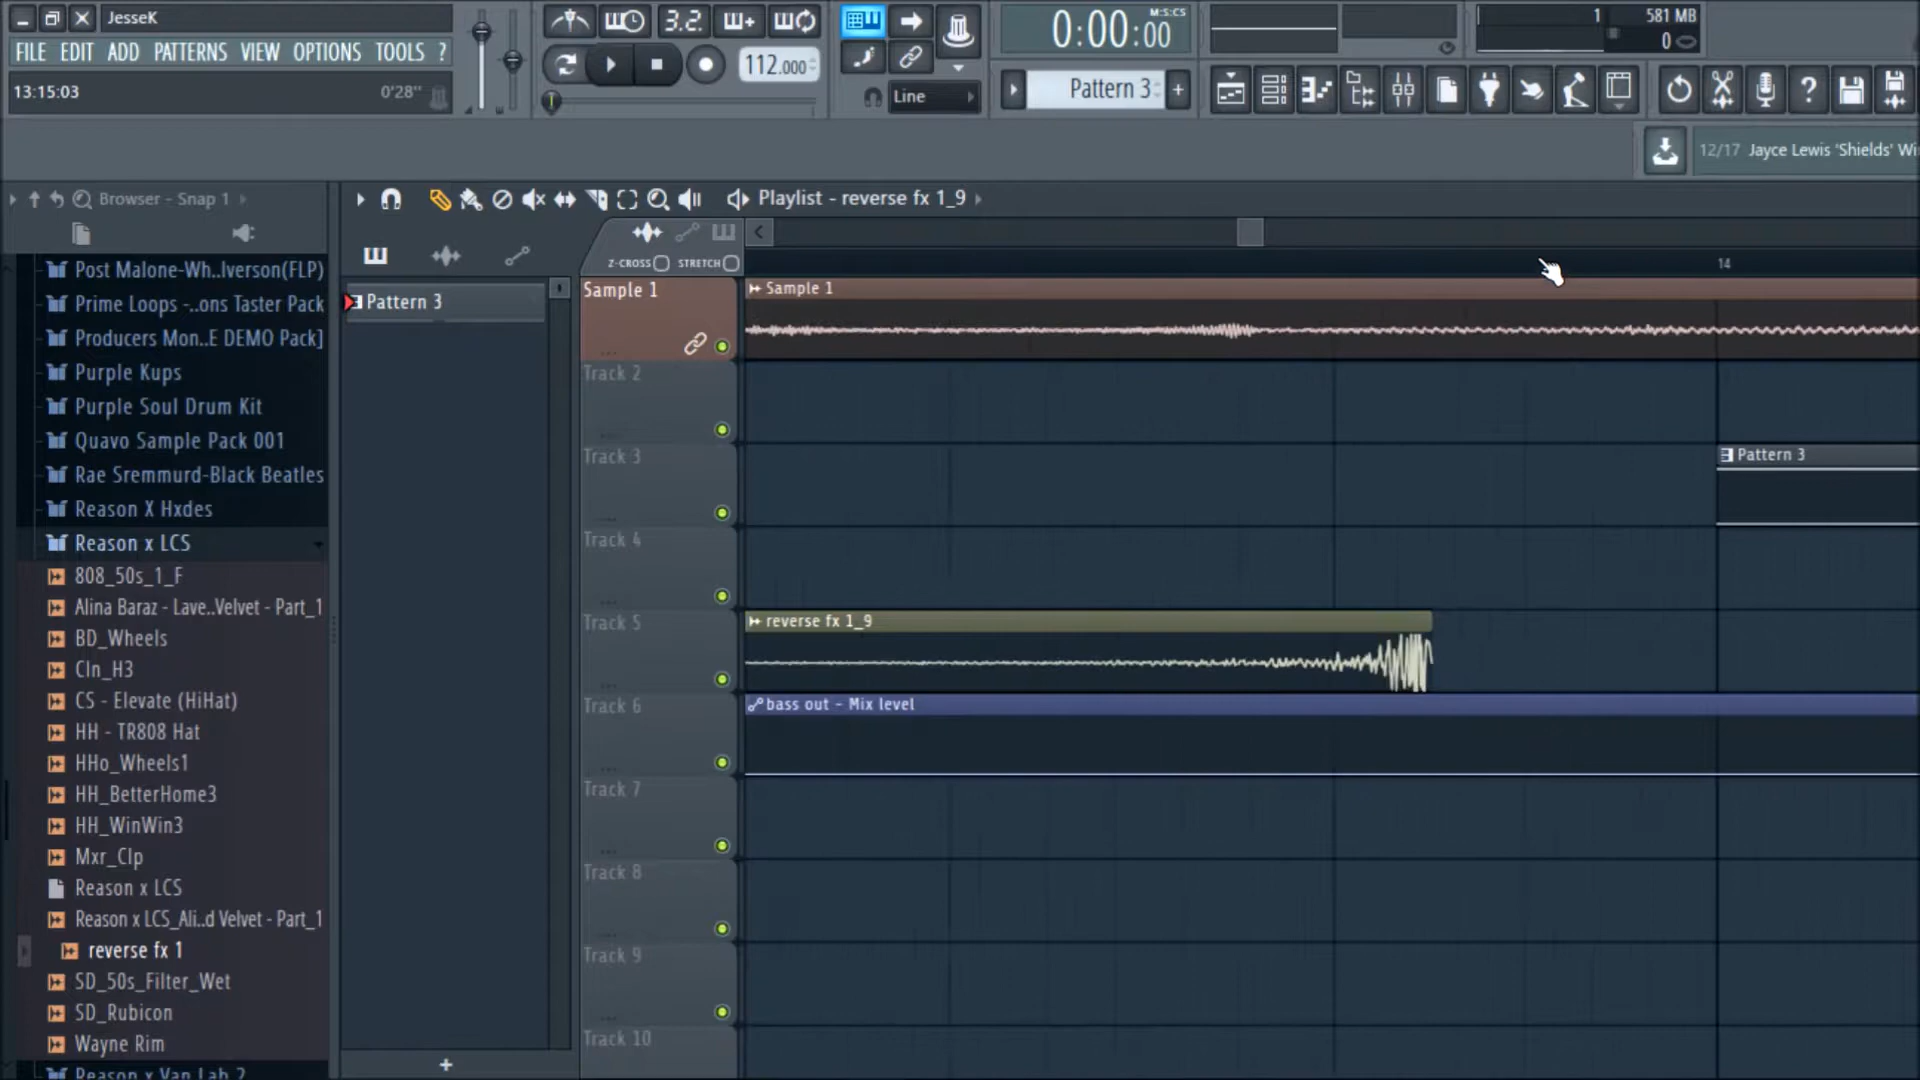 JesseK
FILE EDIT ADD PATTERNS VIEW OPTIONS TOOLS ?
13:15:03 0'28"
3.2.
112.000
Line
0:00:00
M:S:CS
Pattern 3
+
1 581 MB
0
?
12/17 Jayce Lewis 'Shields' Wi
Browser - Snap 1
Post Malone-Wh..lverson(FLP)
Prime Loops -..ons Taster Pack
Producers Mon..E DEMO Pack]
Purple Kups
Purple Soul Drum Kit
Quavo Sample Pack 001
Rae Sremmurd-Black Beatles
Reason X Hxdes
Reason x LCS
808_50s_1_F
Alina Baraz - Lave..Velvet - Part_1
BD_Wheels
Cln_H3
CS - Elevate (HiHat)
HH - TR808 Hat
HHo_Wheels1
HH_BetterHome3
HH_WinWin3
Mxr_Clp
Reason x LCS
Reason x LCS_Ali..d Velvet - Part_1
reverse fx 1
SD_50s_Filter_Wet
SD_Rubicon
Wayne Rim
Reason x Van Lab 2
Pattern 3
+
Playlist - reverse fx 1_9
Z-CROSS STRETCH
14
Sample 1
Sample 1
Track 2
Track 3
Pattern 3
Track 4
Track 5
reverse fx 1_9
Track 6
bass out - Mix level
Track 7
Track 8
Track 9
Track 10